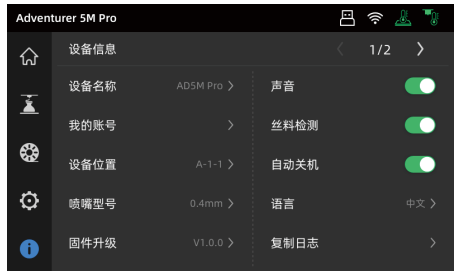 Adventurer 5M Pro
设备信息 1/2
设备名称 AD5M Pro 声音
我的账号 丝料检测
设备位置 A-1-1 自动关机
喷嘴型号 0.4mm 语言 中文
固件升级 V1.0.0 复制日志